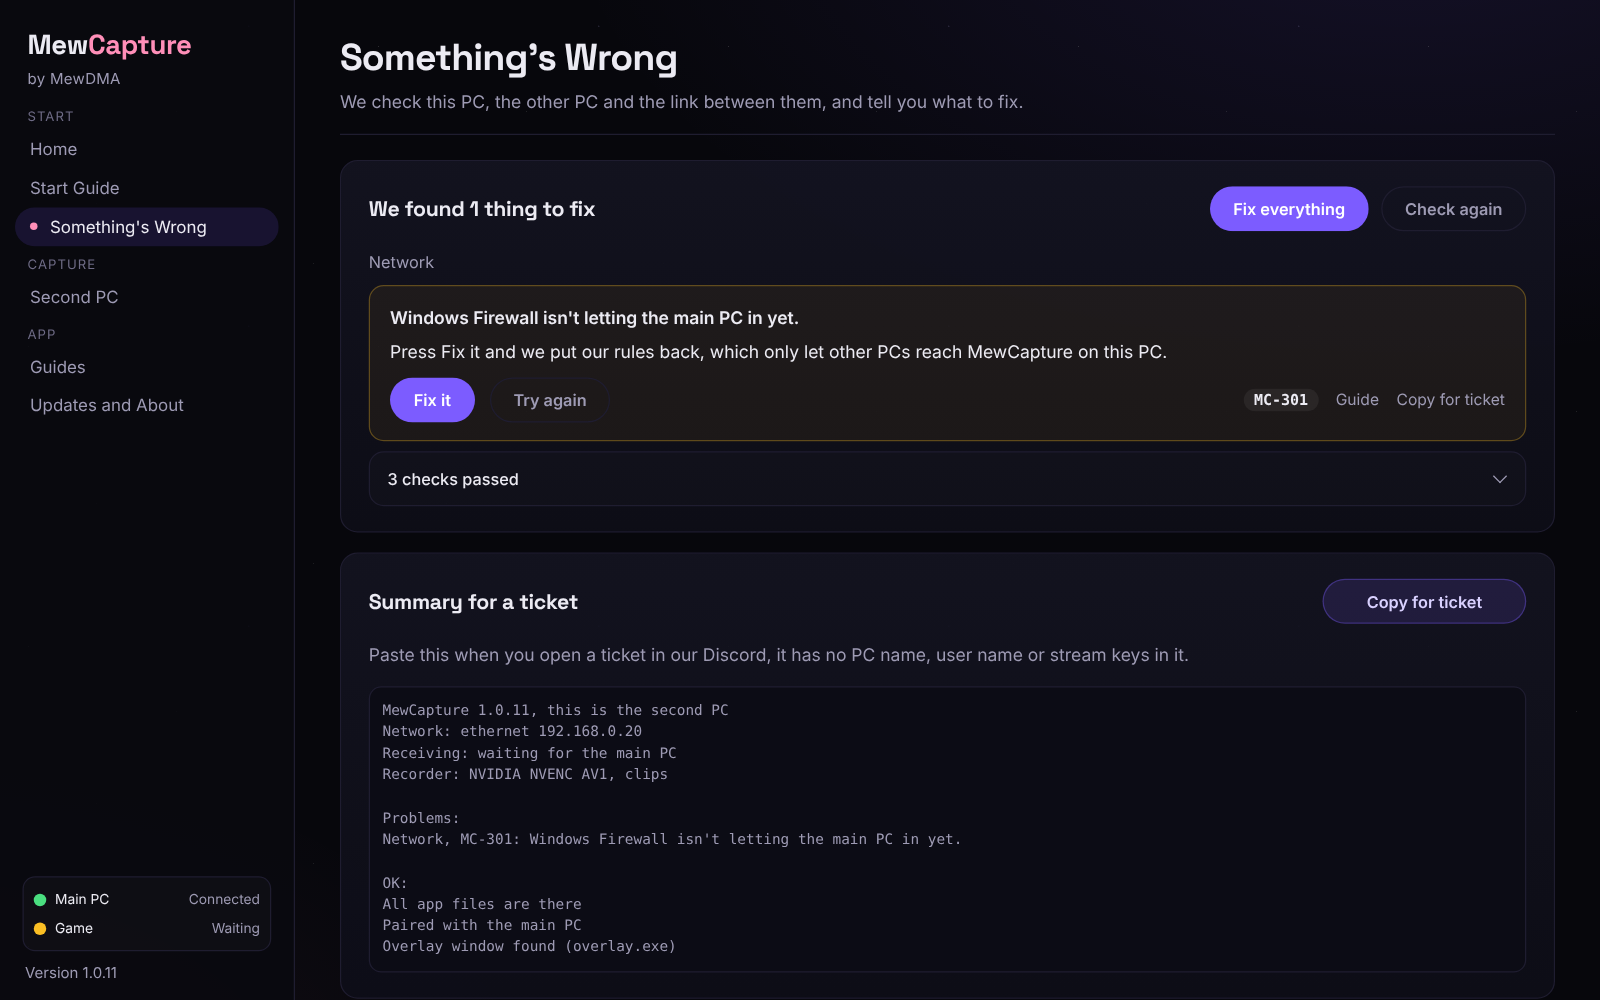 MewCapture
by MewDMA
START
Home
Start Guide
Something's Wrong
CAPTURE
Second PC
APP
Guides
Updates and About
Main PC Connected
Game Waiting
Version 1.0.11
Something's Wrong
We check this PC, the other PC and the link between them, and tell you what to fix.
We found 1 thing to fix
Fix everything
Check again
Network
Windows Firewall isn't letting the main PC in yet.
Press Fix it and we put our rules back, which only let other PCs reach MewCapture on this PC.
Fix it
Try again
MC-301
Guide
Copy for ticket
3 checks passed
Summary for a ticket
Copy for ticket
Paste this when you open a ticket in our Discord, it has no PC name, user name or stream keys in it.
MewCapture 1.0.11, this is the second PC
Network: ethernet 192.168.0.20
Receiving: waiting for the main PC
Recorder: NVIDIA NVENC AV1, clips
Problems:
Network, MC-301: Windows Firewall isn't letting the main PC in yet.
OK:
All app files are there
Paired with the main PC
Overlay window found (overlay.exe)